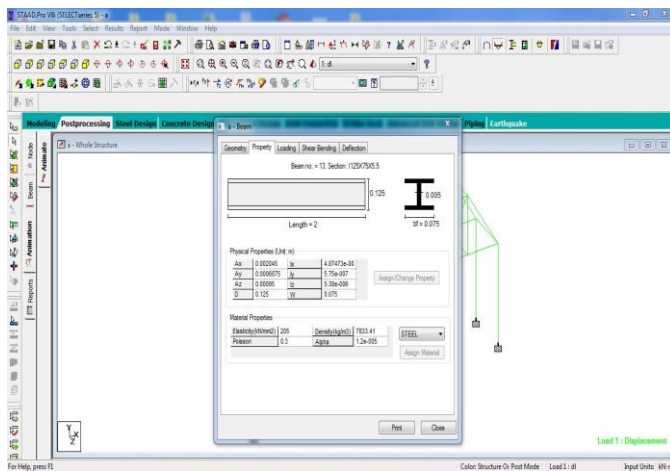 STAAD.Pro V8i (SELECTseries 5) - a
File Edit View Tools Select Results Report Mode Window Help
1: dl
Modeling Postprocessing Steel Design Concrete Design
Piping Earthquake
a - Whole Structure
Node
Beam
Animation
Reports
Animate
a - Beam
Geometry Property Loading Shear Bending Deflection
Beam no. = 13. Section: I125X75X5.5
0.125
0.005
Length = 2
bf = 0.075
Physical Properties (Unit: m)
Ax 0.002045 Ix
Ay 0.0006875 Iy 5.75e-007
Az 0.00095 Iz 5.30e-006
D 0.125 W 0.075
Assign/Change Property
Material Properties
Elasticity(kN/mm2) 205 Density(kg/m3) 7833.41
Poisson 0.3 Alpha 1.2e-005
STEEL
Assign Material
Print Close
Y
X
Z
Load 1 : Displacement
For Help, press F1
Color: Structure Or Post Mode Load 1 : dl Input Units: